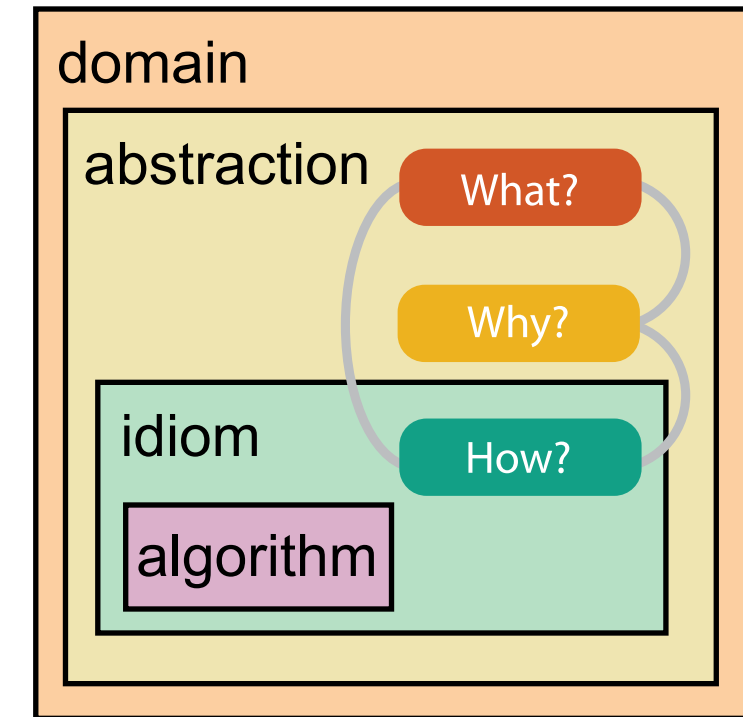 domain
abstraction
What?
Why?
idiom
How?
algorithm